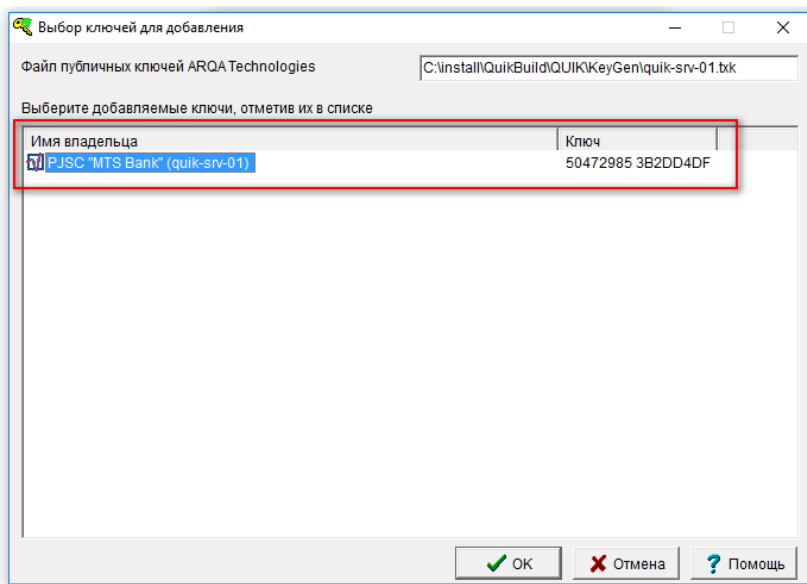 Выбор ключей для добавления
Файл публичных ключей ARQA Technologies
C:\install\QuikBuild\QUIK\KeyGen\quik-srv-01.txk
Выберите добавляемые ключи, отметив их в списке
Имя владельца Ключ
PJSC "MTS Bank" (quik-srv-01) 50472985 3B2DD4DF
OK Отмена ? Помощь